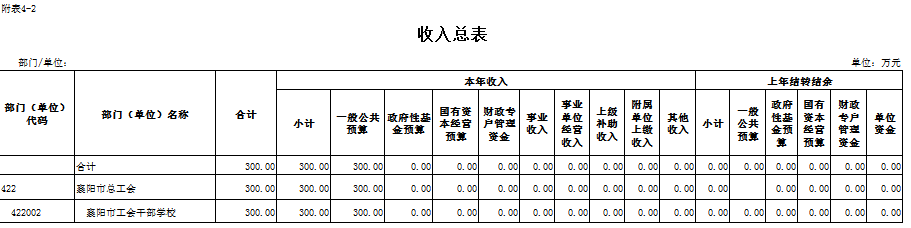 附表4-2
收入总表
部门/单位: 单位: 万元
部门(单位)代码 部门(单位)名称 合计 本年收入 上年结转结余
小计 一般公共预算 政府性基金预算 国有资本经营预算 财政专户管理资金 事业收入 事业单位经营收入 上级补助收入 附属单位上缴收入 其他收入 小计 一般公共预算 政府性基金预算 国有资本经营预算 财政专户管理资金 单位资金
合计 300.00 300.00 300.00 0.00 0.00 0.00 0.00 0.00 0.00 0.00 0.00 0.00 0.00 0.00 0.00 0.00
422 襄阳市总工会 300.00 300.00 300.00 0.00 0.00 0.00 0.00 0.00 0.00 0.00 0.00 0.00 0.00 0.00 0.00 0.00
422002 襄阳市工会干部学校 300.00 300.00 300.00 0.00 0.00 0.00 0.00 0.00 0.00 0.00 0.00 0.00 0.00 0.00 0.00 0.00